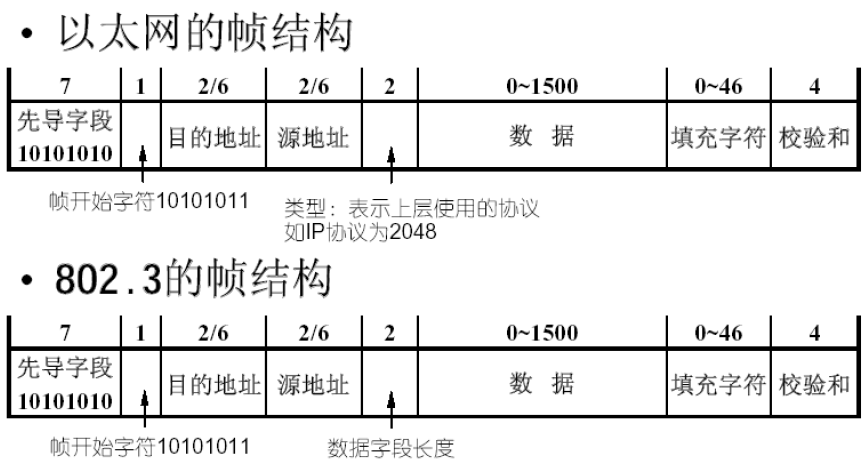 • 以太网的帧结构
7 1 2/6 2/6 2 0~1500 0~46 4
先导字段 10101010 目的地址 源地址 数 据 填充字符 校验和
帧开始字符10101011
类型：表示上层使用的协议
如IP协议为2048
• 802.3的帧结构
7 1 2/6 2/6 2 0~1500 0~46 4
先导字段 10101010 目的地址 源地址 数 据 填充字符 校验和
帧开始字符10101011
数据字段长度